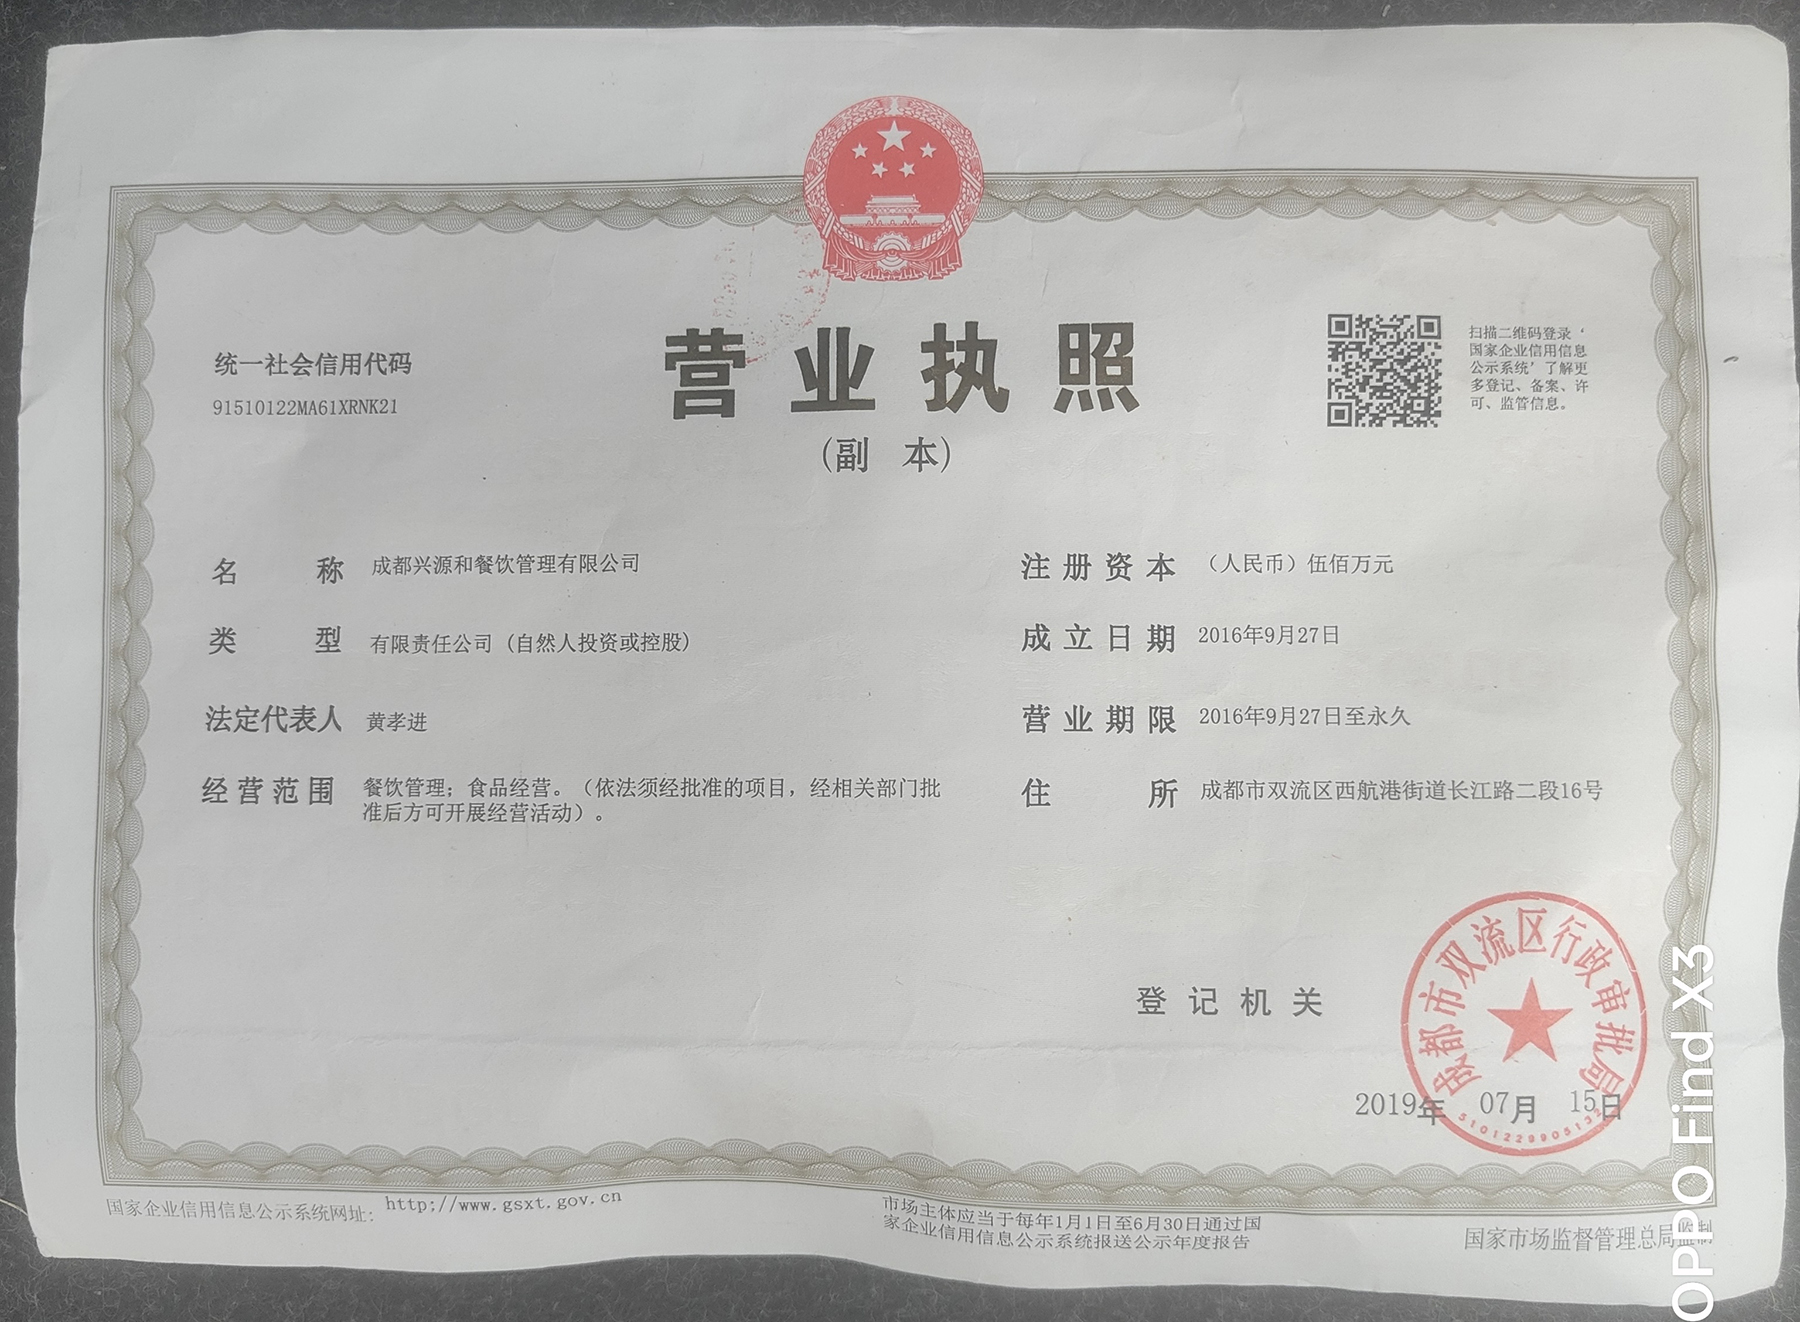 统一社会信用代码
91510122MA61XRNK21
营业执照
(副 本)
扫描二维码登录‘
国家企业信用信息
公示系统’了解更
多登记、备案、许
可、监管信息。
名 称 成都兴源和餐饮管理有限公司
类 型 有限责任公司(自然人投资或控股)
法定代表人 黄孝进
经营范围 餐饮管理；食品经营。（依法须经批准的项目，经相关部门批
准后方可开展经营活动）。
注册资本 （人民币）伍佰万元
成立日期 2016年9月27日
营业期限 2016年9月27日至永久
住 所 成都市双流区西航港街道长江路二段16号
登记机关
成都市双流区行政审批局
2019年 07月 15日
国家企业信用信息公示系统网址: http://www.gsxt.gov.cn
市场主体应当于每年1月1日至6月30日通过国
家企业信用信息公示系统报送公示年度报告
国家市场监督管理总局监制
OPPO Find X3